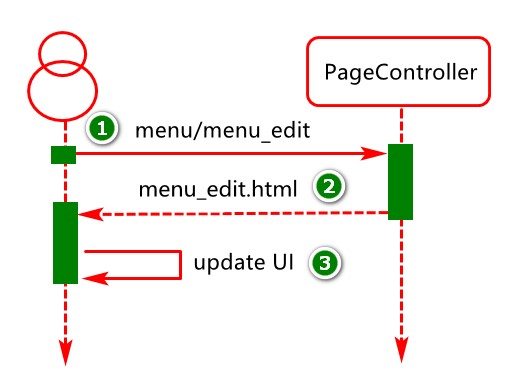 PageController
1
menu/menu_edit
menu_edit.html
2
update UI
3